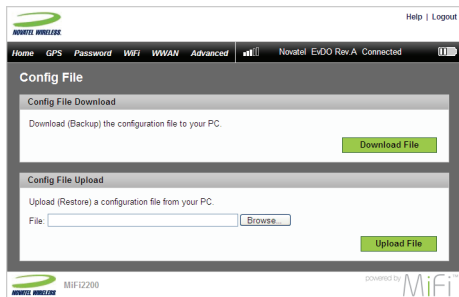 Help | Logout
NOVATEL WIRELESS.
Home GPS Password WiFi WWAN Advanced Novatel EvDO Rev.A Connected
Config File
Config File Download
Download (Backup) the configuration file to your PC.
Download File
Config File Upload
Upload (Restore) a configuration file from your PC.
File: Browse...
Upload File
NOVATEL WIRELESS. MiFi2200 powered by MiFi™